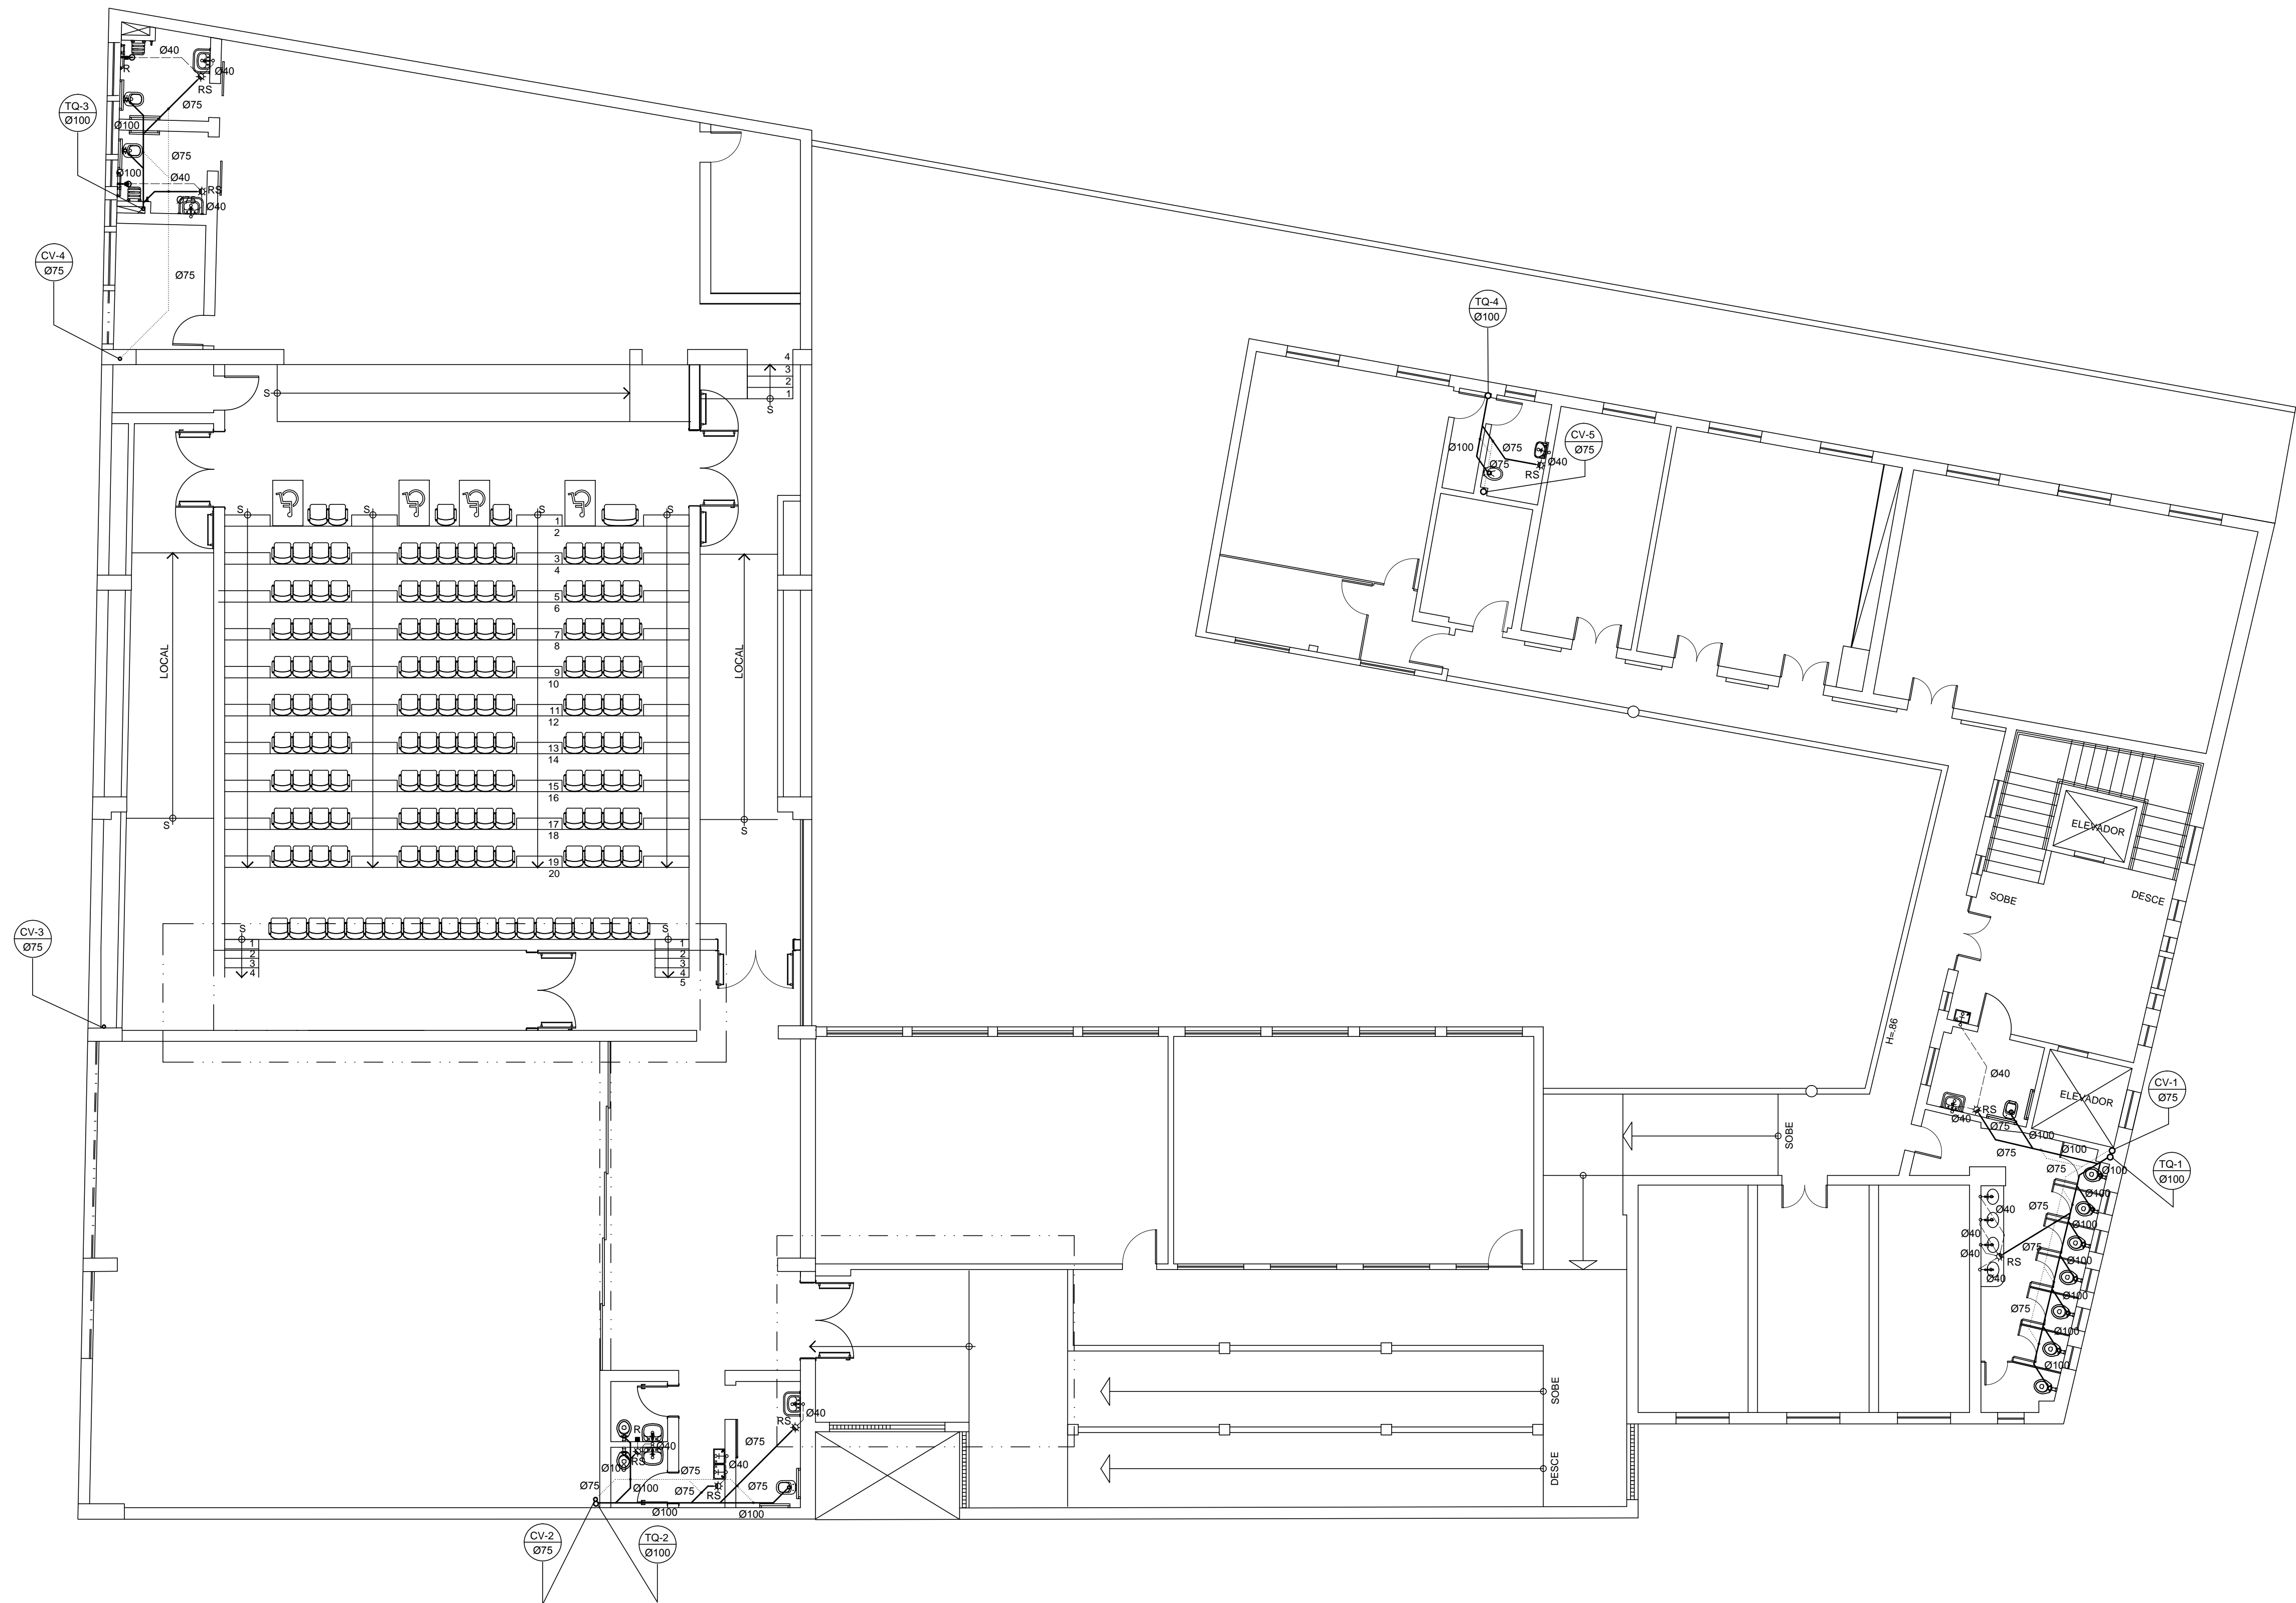 Ø40
Ø40
R
RS
Ø75
TQ-3
Ø100
Ø100
Ø75
Ø100
Ø40
RS
Ø75
Ø40
CV-4
Ø75
Ø75
4
3
2
1
S
S
TQ-4
Ø100
CV-5
Ø75
Ø100
Ø75
Ø40
Ø75
RS
S
S
S
S
1
2
3
4
5
6
7
8
9
10
11
12
13
14
15
16
17
18
19
20
LOCAL
LOCAL
S
S
ELEVADOR
SOBE
DESCE
CV-3
Ø75
S
1
2
3
4
S
1
2
3
4
5
H=.86
Ø40
ELEVADOR
CV-1
Ø75
RS
Ø40
Ø75
Ø100
Ø75
Ø100
Ø75
Ø100
TQ-1
Ø100
SOBE
Ø100
Ø40
Ø75
Ø100
Ø40
Ø75
Ø40
RS
Ø100
Ø40
Ø100
Ø75
Ø100
Ø100
SOBE
DESCE
Ø40
RS
R
Ø40
RS
Ø75
Ø40
Ø100
Ø75
Ø75
Ø100
Ø75
Ø75
RS
Ø100
Ø100
CV-2
Ø75
TQ-2
Ø100